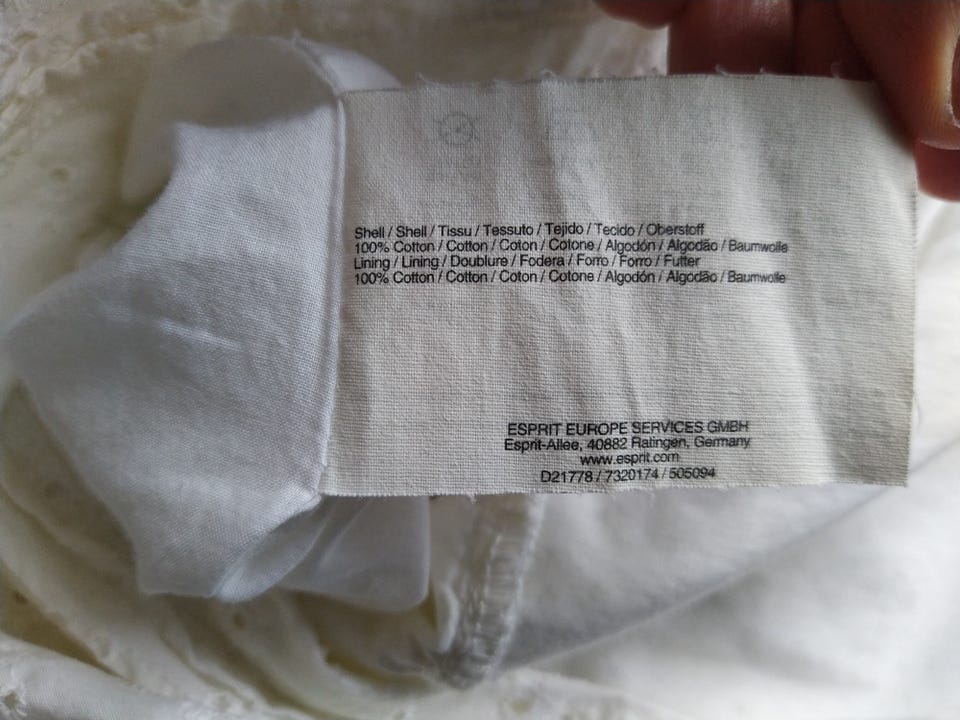 Shell / Shell / Tissu / Tessuto / Tejido / Tecido / Oberstoff
100% Cotton / Cotton / Coton / Cotone / Algodón / Algodão / Baumwolle
Lining / Lining / Doublure / Fodera / Forro / Forro / Futter
100% Cotton / Cotton / Coton / Cotone / Algodón / Algodão / Baumwolle
ESPRIT EUROPE SERVICES GMBH
Esprit-Allee, 40882 Ratingen, Germany
www.esprit.com
D21778 / 7320174 / 505094